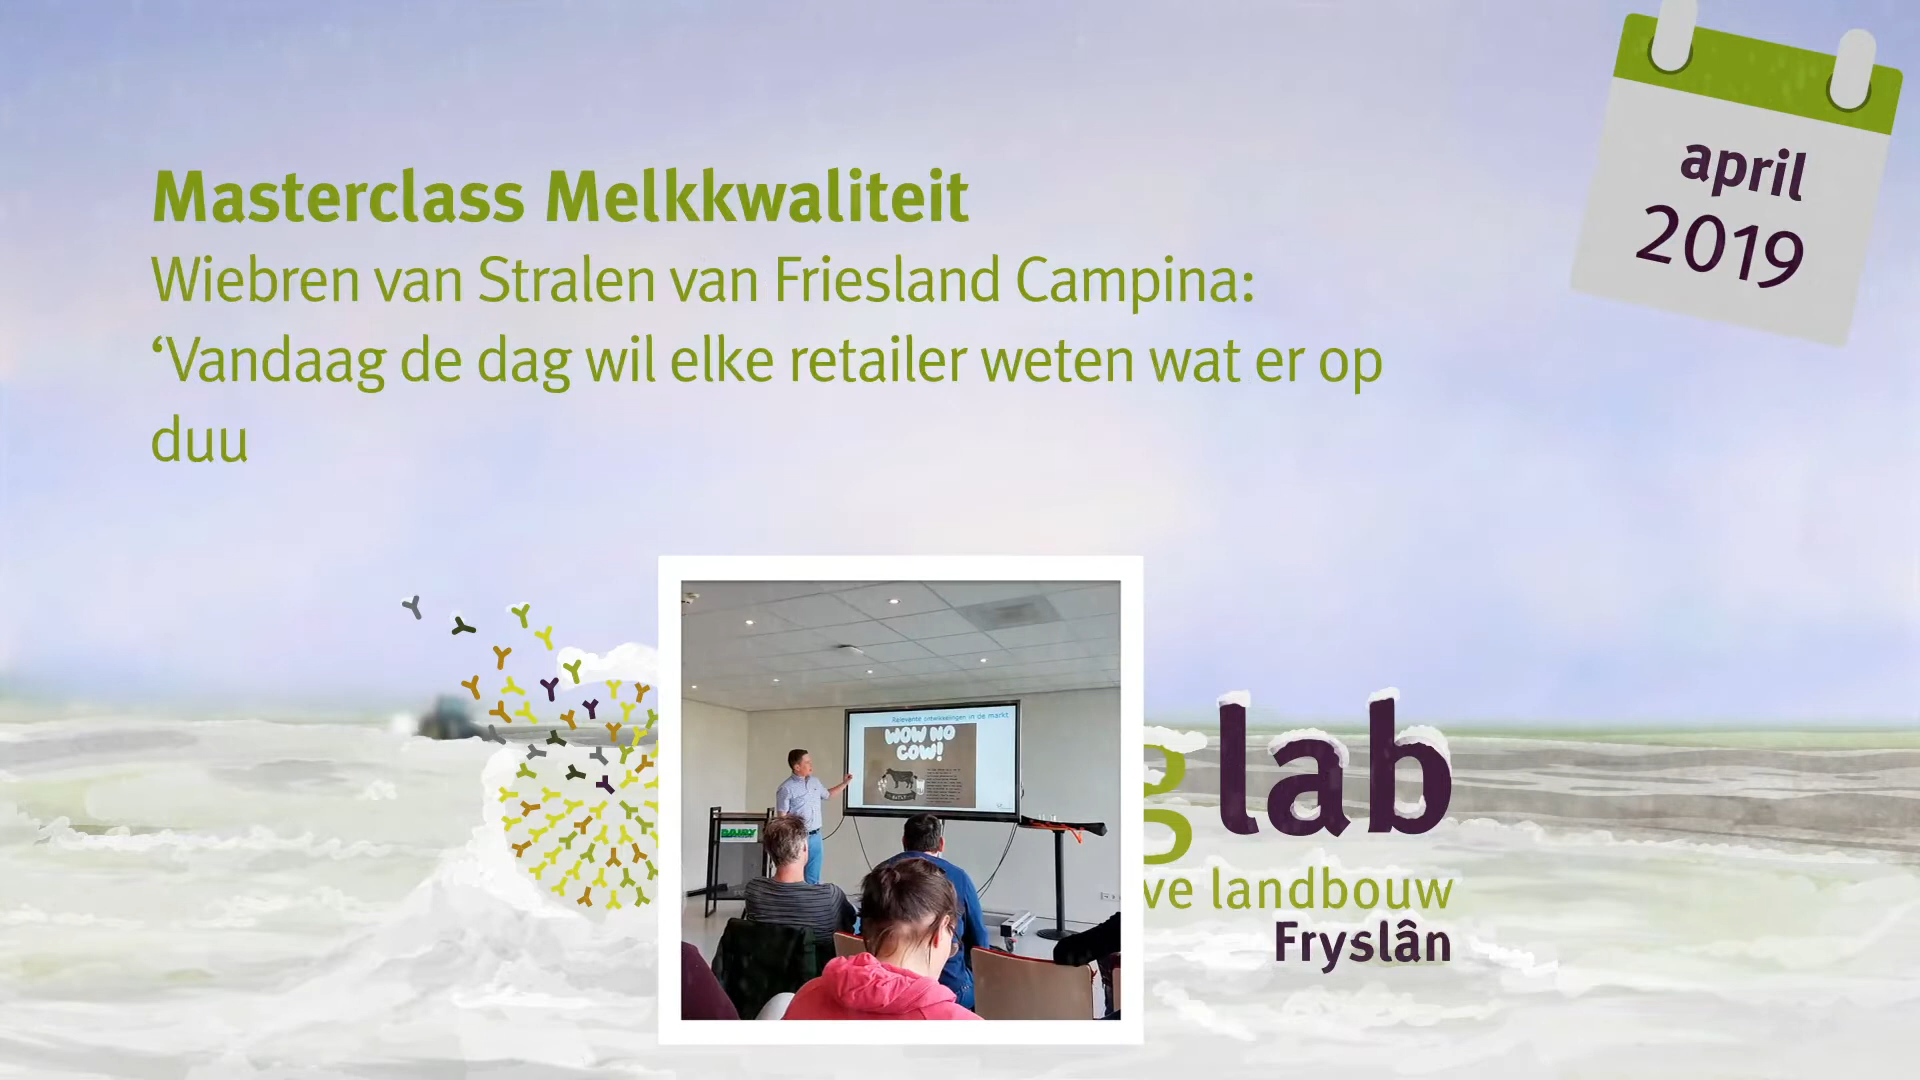 Masterclass Melkkwaliteit
Wiebren van Stralen van Friesland Campina:
‘Vandaag de dag wil elke retailer weten wat er op
duu
april
2019
Relevante ontwikkelingen in de markt
WOW NO
COW!
DAIRY
glab
ve landbouw
Fryslân